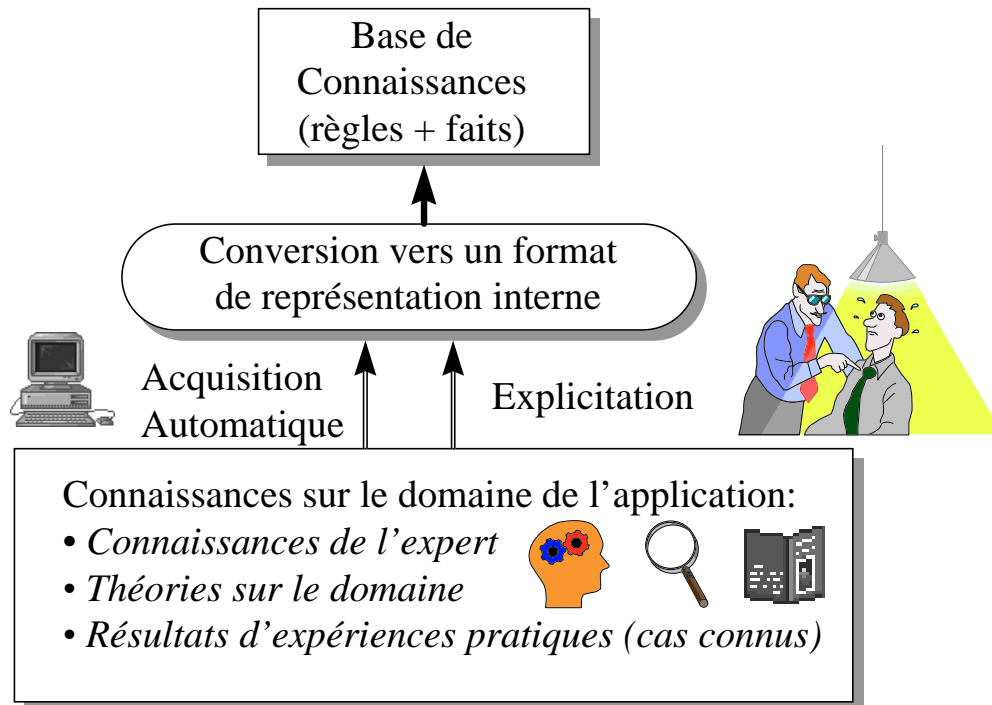 Base de
Connaissances
(règles + faits)
Conversion vers un format
de représentation interne
Acquisition
Automatique
Explicitation
Connaissances sur le domaine de l’application:
• Connaissances de l’expert
• Théories sur le domaine
• Résultats d’expériences pratiques (cas connus)